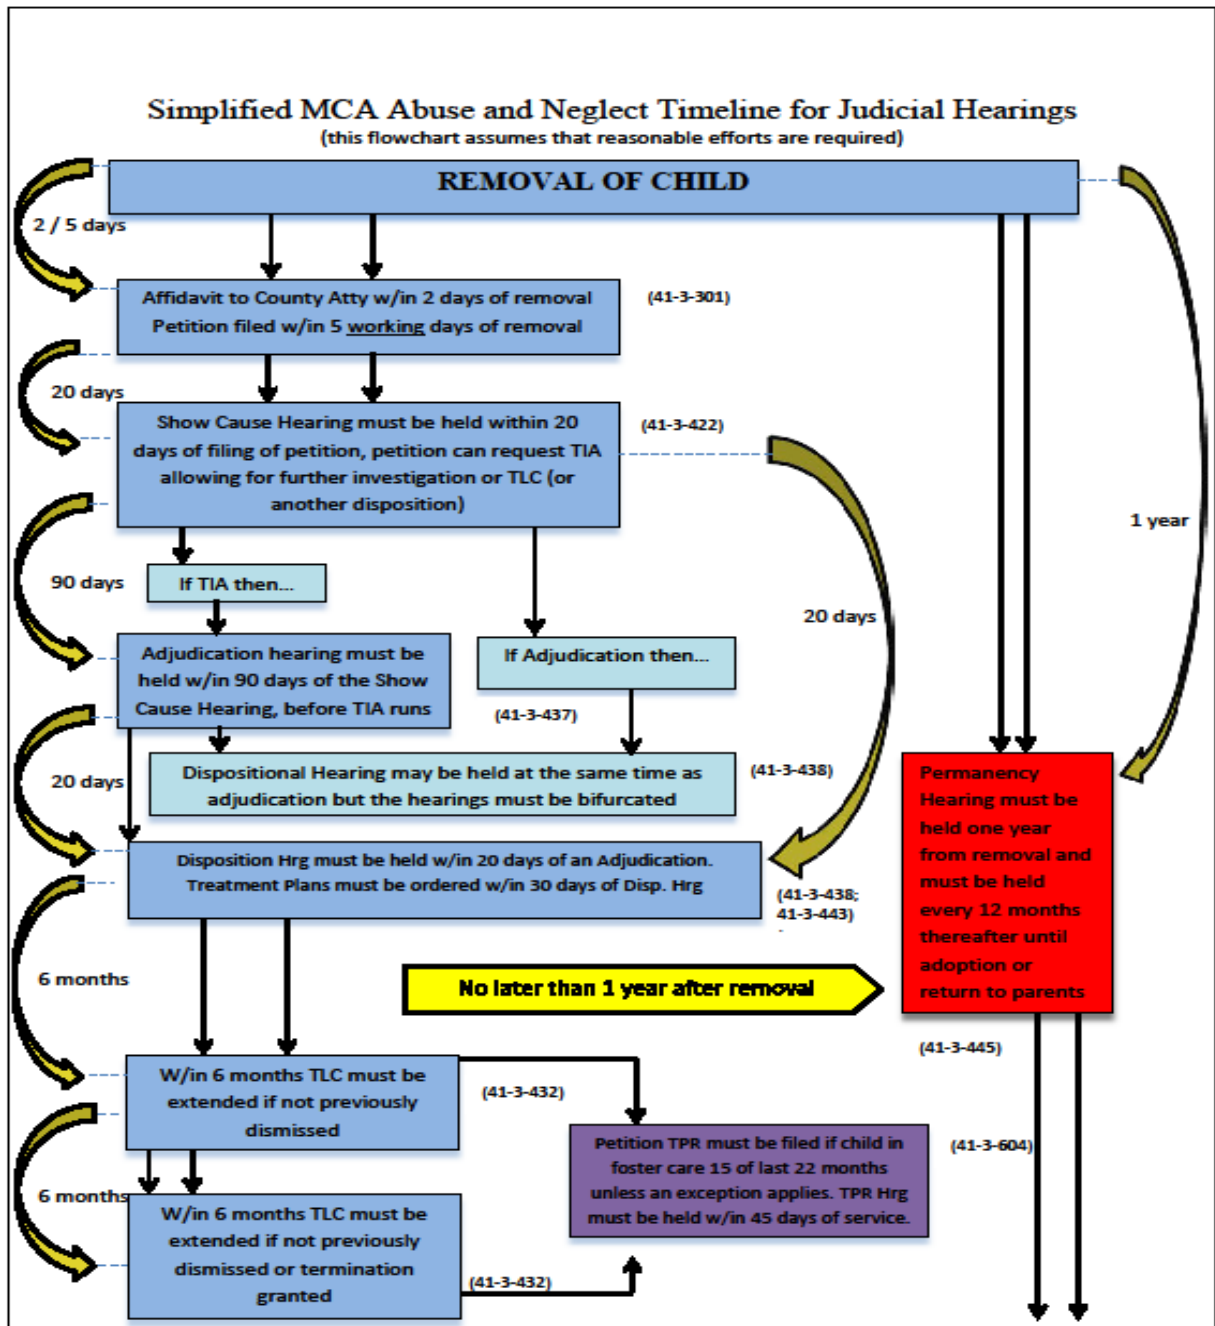 Simplified MCA Abuse and Neglect Timeline for Judicial Hearings
(this flowchart assumes that reasonable efforts are required)
REMOVAL OF CHILD
2 / 5 days
Affidavit to County Atty w/in 2 days of removal
Petition filed w/in 5 working days of removal
(41-3-301)
20 days
Show Cause Hearing must be held within 20
days of filing of petition, petition can request TIA
allowing for further investigation or TLC (or
another disposition)
(41-3-422)
1 year
90 days
If TIA then...
20 days
Adjudication hearing must be
held w/in 90 days of the Show
Cause Hearing, before TIA runs
If Adjudication then...
(41-3-437)
20 days
Dispositional Hearing may be held at the same time as
adjudication but the hearings must be bifurcated
(41-3-438)
Permanency
Hearing must be
held one year
from removal and
must be held
every 12 months
thereafter until
adoption or
return to parents
Disposition Hrg must be held w/in 20 days of an Adjudication.
Treatment Plans must be ordered w/in 30 days of Disp. Hrg
(41-3-438;
41-3-443)
6 months
No later than 1 year after removal
(41-3-445)
W/in 6 months TLC must be
extended if not previously
dismissed
(41-3-432)
Petition TPR must be filed if child in
foster care 15 of last 22 months
unless an exception applies. TPR Hrg
must be held w/in 45 days of service.
(41-3-604)
6 months
W/in 6 months TLC must be
extended if not previously
dismissed or termination
granted
(41-3-432)